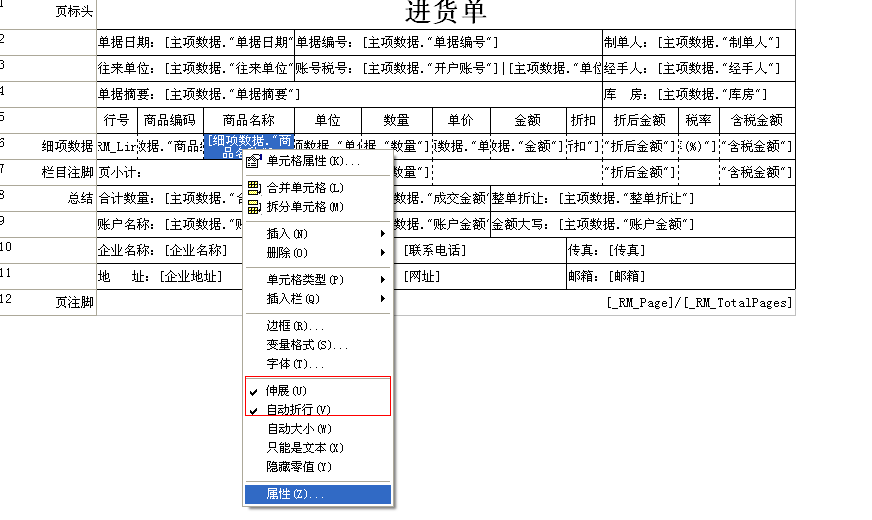 1 页标头 进货单
2 单据日期：[主项数据."单据日期" 单据编号：[主项数据."单据编号"] 制单人：[主项数据."制单人"]
3 往来单位：[主项数据."往来单位" 账号税号：[主项数据."开户账号"]|[主项数据."单位 经手人：[主项数据."经手人"]
4 单据摘要：[主项数据."单据摘要"] 库　房：[主项数据."库房"]
5 行号 商品编码 商品名称 单位 数量 单价 金额 折扣 折后金额 税率 含税金额
6 细项数据 RM_Lin 数据."商品 [细项数据."商品名称"] 项数据."单 据."数量"] 数据."单 据."金额"] 折扣"] "折后金额"] (%)"] "含税金额"]
7 栏目注脚 页小计： 数量"] "折后金额"] "含税金额"]
8 总结 合计数量：[主项数据." 数据."成交金额" 整单折让：[主项数据."整单折让"]
9 账户名称：[主项数据." 数据."账户金额" 金额大写：[主项数据."账户金额"]
10 企业名称：[企业名称] [联系电话] 传真：[传真]
11 地　址：[企业地址] [网址] 邮箱：[邮箱]
12 页注脚 [_RM_Page]/[_RM_TotalPages]
单元格属性(K)...
合并单元格(L)
拆分单元格(M)
插入(N)
删除(O)
单元格类型(P)
插入栏(Q)
边框(R)...
变量格式(S)...
字体(T)...
伸展(U)
自动折行(V)
自动大小(W)
只能是文本(X)
隐藏零值(Y)
属性(Z)...